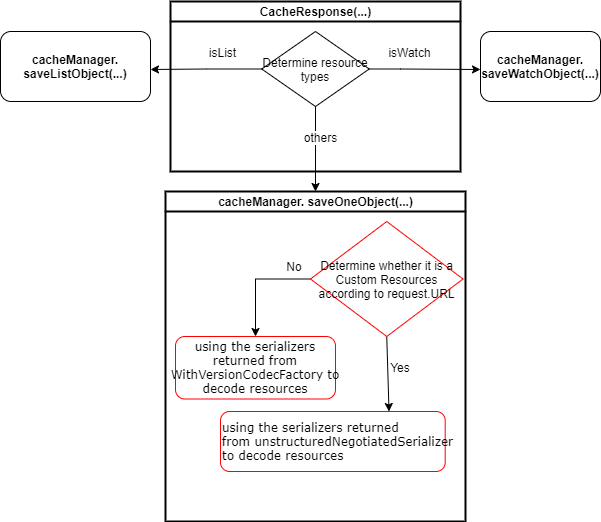 CacheResponse(...)
isList
isWatch
cacheManager.
saveListObject(...)
Determine resource
types
cacheManager.
saveWatchObject(...)
others
cacheManager. saveOneObject(...)
No
Determine whether it is a
Custom Resources
according to request.URL
using the serializers
returned from
WithVersionCodecFactory to
decode resources
Yes
using the serializers returned
from unstructuredNegotiatedSerializer
to decode resources